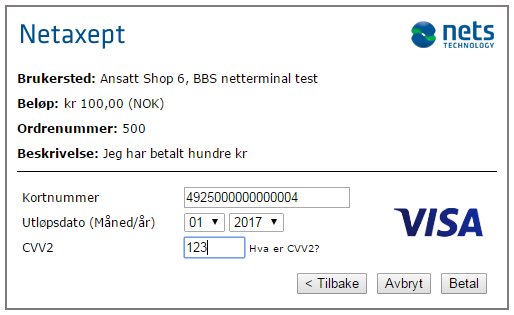 Netaxept
nets
TECHNOLOGY
Brukersted: Ansatt Shop 6, BBS netterminal test
Beløp: kr 100,00 (NOK)
Ordrenummer: 500
Beskrivelse: Jeg har betalt hundre kr
Kortnummer 4925000000000004
Utløpsdato (Måned/år) 01 2017
VISA
CVV2 123 Hva er CVV2?
< Tilbake Avbryt Betal